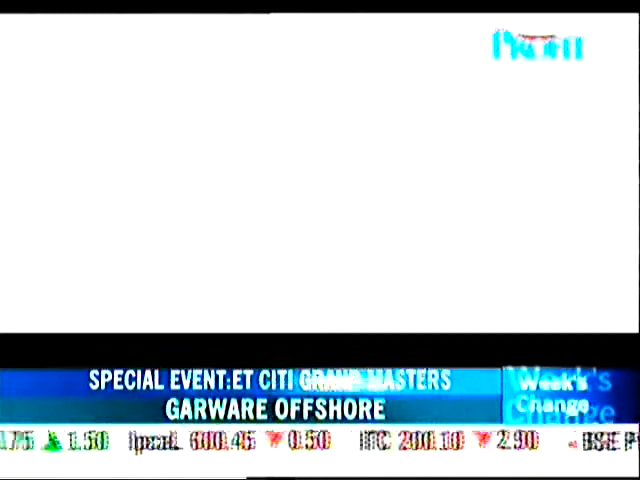 PROFIT
SPECIAL EVENT:ET CITI GRAND MASTERS
GARWARE OFFSHORE
Week's
Change
1.50 IpcaL 600.45 0.50 ITC 200.10 2.90 BSE